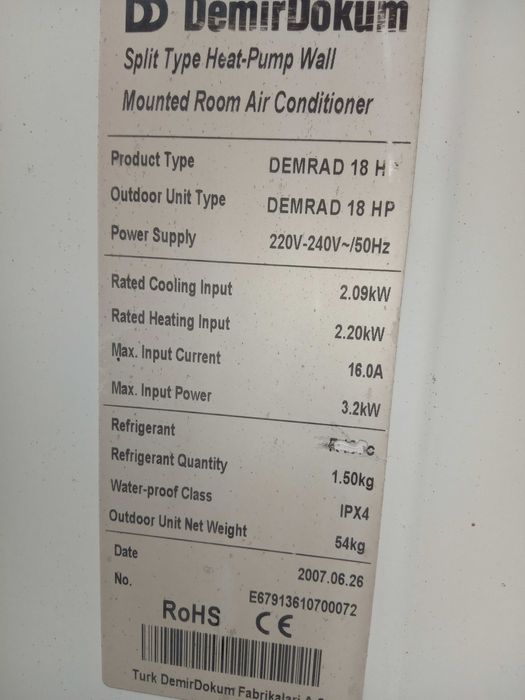 DD DemirDöküm
Split Type Heat-Pump Wall
Mounted Room Air Conditioner
Product Type DEMRAD 18 HP
Outdoor Unit Type DEMRAD 18 HP
Power Supply 220V-240V~/50Hz
Rated Cooling Input 2.09kW
Rated Heating Input 2.20kW
Max. Input Current 16.0A
Max. Input Power 3.2kW
Refrigerant
Refrigerant Quantity 1.50kg
Water-proof Class IPX4
Outdoor Unit Net Weight 54kg
Date 2007.06.26
No. E67913610700072
RoHS CE
Turk DemirDokum Fabrikalari A.